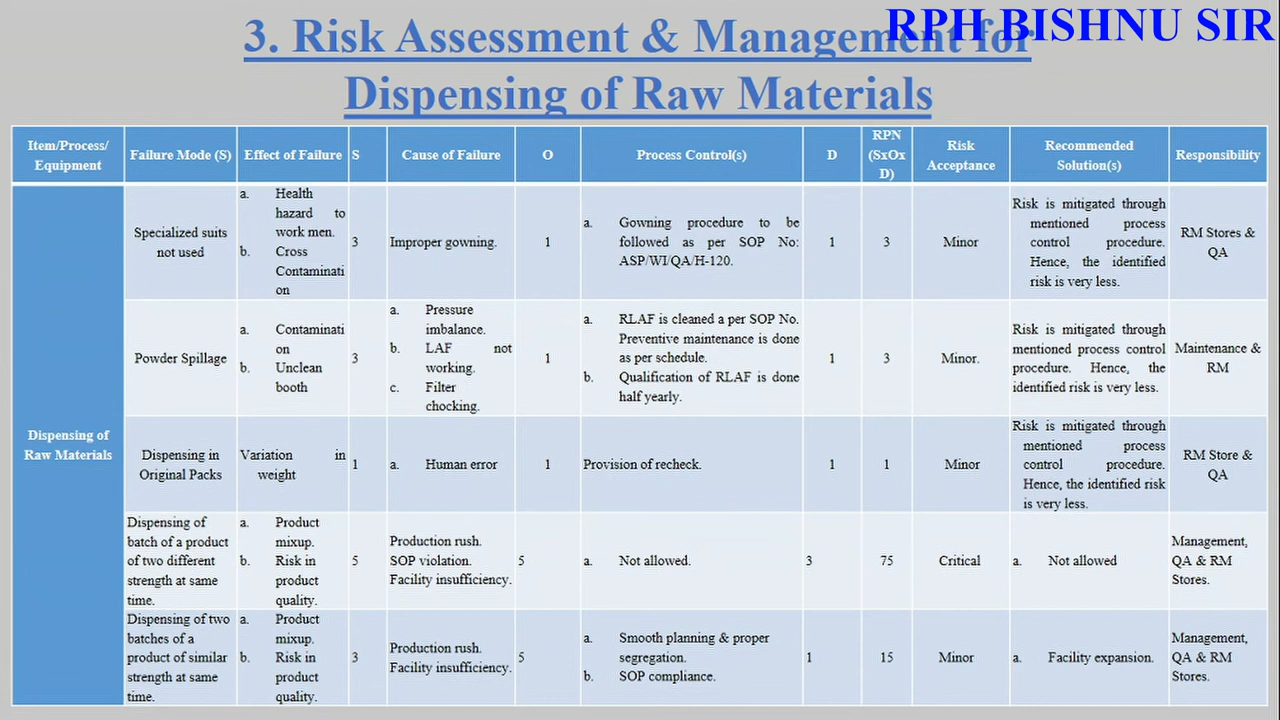 3. Risk Assessment & Management for
RPH BISHNU SIR
Dispensing of Raw Materials
Item/Process/
Equipment
Failure Mode (S)
Effect of Failure
S
Cause of Failure
O
Process Control(s)
D
RPN
(SxOx
D)
Risk
Acceptance
Recommended
Solution(s)
Responsibility
Dispensing of
Raw Materials
Specialized suits
not used
a. Health
hazard to
work men.
b. Cross
Contaminati
on
3
Improper gowning.
1
a. Gowning procedure to be
followed as per SOP No:
ASP/WI/QA/H-120.
1
3
Minor
Risk is mitigated through
mentioned process
control procedure.
Hence, the identified
risk is very less.
RM Stores &
QA
Powder Spillage
a. Contaminati
on
b. Unclean
booth
3
a. Pressure
imbalance.
b. LAF not
working.
c. Filter
chocking.
1
a. RLAF is cleaned a per SOP No.
Preventive maintenance is done
as per schedule.
b. Qualification of RLAF is done
half yearly.
1
3
Minor.
Risk is mitigated through
mentioned process control
procedure. Hence, the
identified risk is very less.
Maintenance &
RM
Dispensing in
Original Packs
Variation in
weight
1
a. Human error
1
Provision of recheck.
1
1
Minor
Risk is mitigated through
mentioned process
control procedure.
Hence, the identified risk
is very less.
RM Store &
QA
Dispensing of
batch of a product
of two different
strength at same
time.
a. Product
mixup.
b. Risk in
product
quality.
5
Production rush.
SOP violation.
Facility insufficiency.
5
a. Not allowed.
3
75
Critical
a. Not allowed
Management,
QA & RM
Stores.
Dispensing of two
batches of a
product of similar
strength at same
time.
a. Product
mixup.
b. Risk in
product
quality.
3
Production rush.
Facility insufficiency.
5
a. Smooth planning & proper
segregation.
b. SOP compliance.
1
15
Minor
a. Facility expansion.
Management,
QA & RM
Stores.